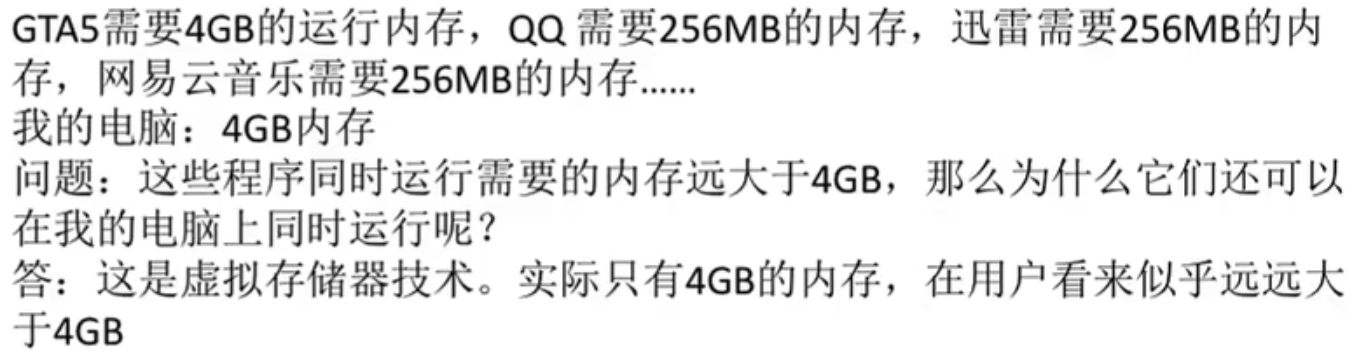 GTA5需要4GB的运行内存，QQ 需要256MB的内存，迅雷需要256MB的内
存，网易云音乐需要256MB的内存……
我的电脑：4GB内存
问题：这些程序同时运行需要的内存远大于4GB，那么为什么它们还可以
在我的电脑上同时运行呢？
答：这是虚拟存储器技术。实际只有4GB的内存，在用户看来似乎远远大
于4GB